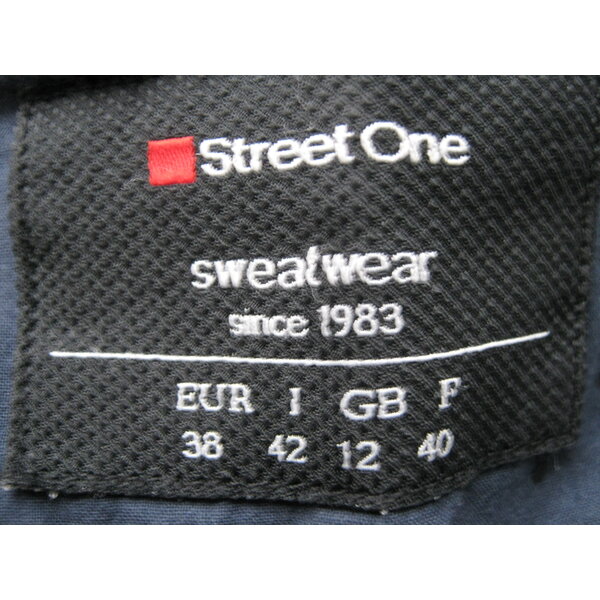 Street One
sweatwear
since 1983
EUR I GB F
38 42 12 40